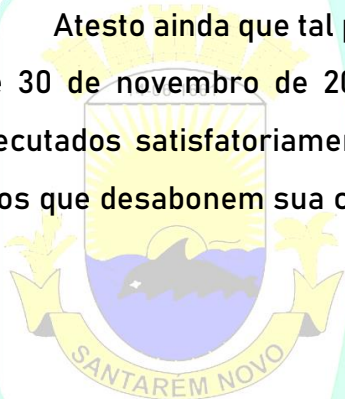 Atesto ainda que tal
e 30 de novembro de 20
ecutados satisfatoriamen
os que desabonem sua c
SANTARÉM NOVO